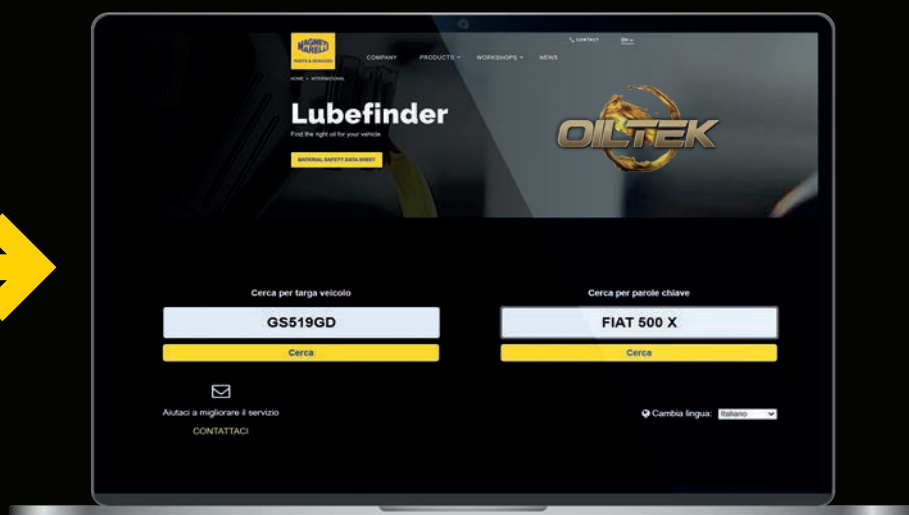 MAGNETI
MARELLI
PARTS & SERVICES
COMPANY PRODUCTS WORKSHOPS NEWS
CONTACT EN
HOME > INTERNATIONAL
Lubefinder
Find the right oil for your vehicle
MATERIAL SAFETY DATA SHEET
OILTEK
Cerca per targa veicolo
GS519GD
Cerca
Cerca per parole chiave
FIAT 500 X
Cerca
Aiutaci a migliorare il servizio
CONTATTACI
Cambia lingua: Italiano